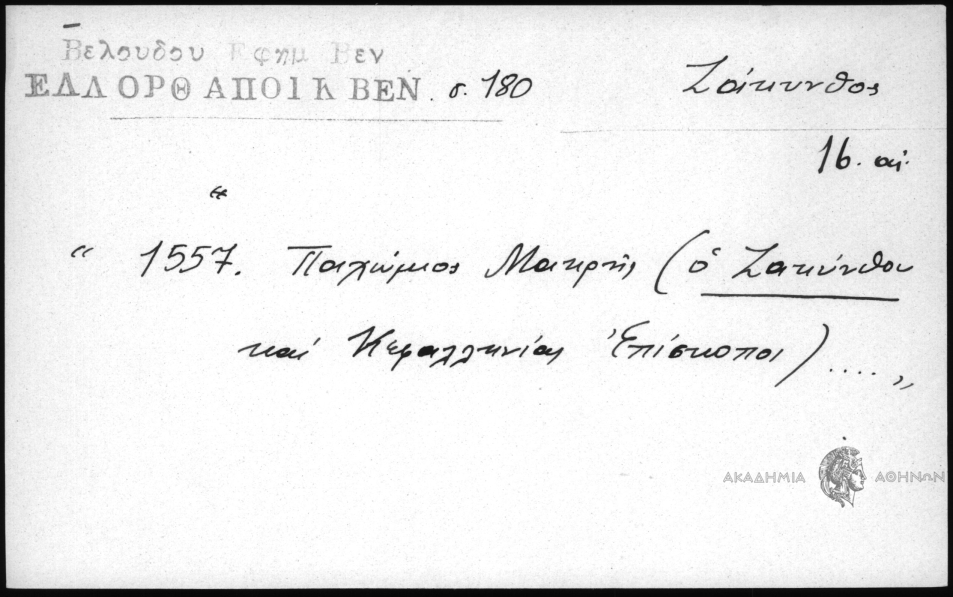 Βελουδου Εφημ Βεν
ΕΛΛ ΟΡΘ ΑΠΟΙΚ ΒΕΝ. σ. 180
Ζάκυνθος
16. αἰ.
“
“ 1557. Παχώμιος Μακρῆς (ὁ Ζακύνθου
καί Κεφαλληνίας Ἐπίσκοποι) .... „
ΑΚΑΔΗΜΙΑ ΑΘΗΝΩΝ